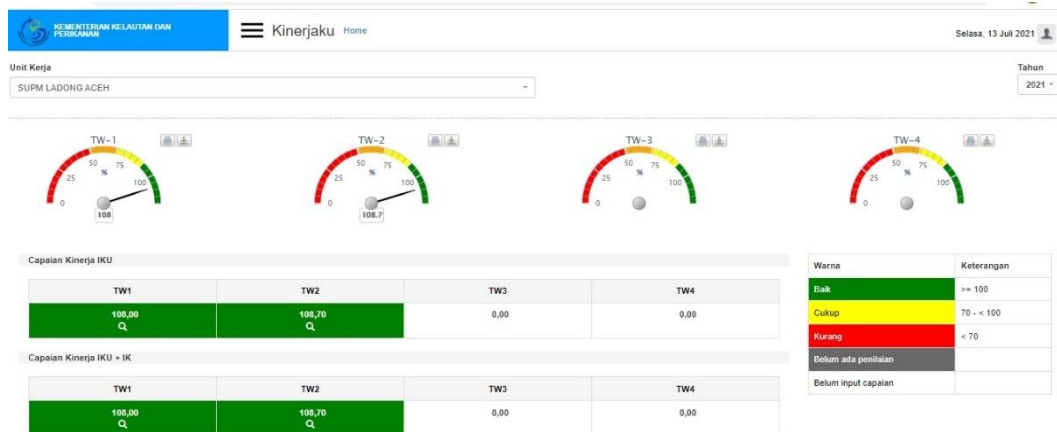 KEMENTERIAN KELAUTAN DAN
PERIKANAN
Kinerjaku Home
Selasa, 13 Juli 2021
Unit Kerja
Tahun
SUPM LADONG ACEH
2021
TW-1
0 25 50 75 100
%
108
TW-2
0 25 50 75 100
%
108.7
TW-3
0 25 50 75 100
%
TW-4
0 25 50 75 100
%
Capaian Kinerja IKU
TW1 TW2 TW3 TW4
108,00 108,70 0,00 0,00
Capaian Kinerja IKU + IK
TW1 TW2 TW3 TW4
108,00 108,70 0,00 0,00
Warna Keterangan
Baik >= 100
Cukup 70 - < 100
Kurang < 70
Belum ada penilaian
Belum input capaian